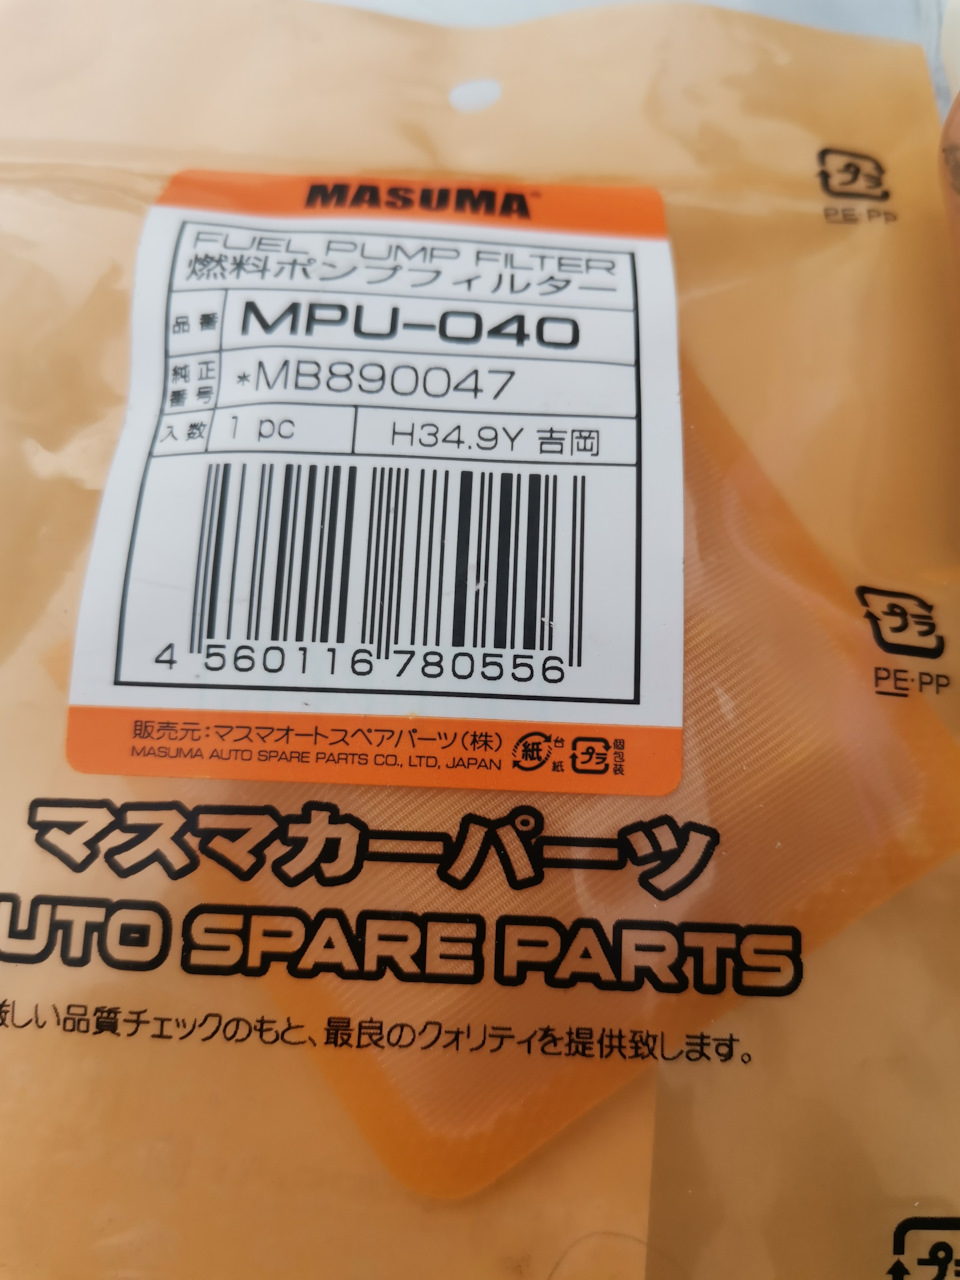 MASUMA
プラ
PE·PP
FUEL PUMP FILTER
燃料ポンプフィルター
品番 MPU-040
純正番号 *MB890047
入数 1 pc H34.9Y 吉岡
4 560116 780556
プラ
PE·PP
販売元:マスマオートスペアパーツ(株)
MASUMA AUTO SPARE PARTS CO., LTD, JAPAN
紙 台紙 プラ 個包装
マスマカーパーツ
UTO SPARE PARTS
厳しい品質チェックのもと、最良のクォリティを提供致します。
プラ